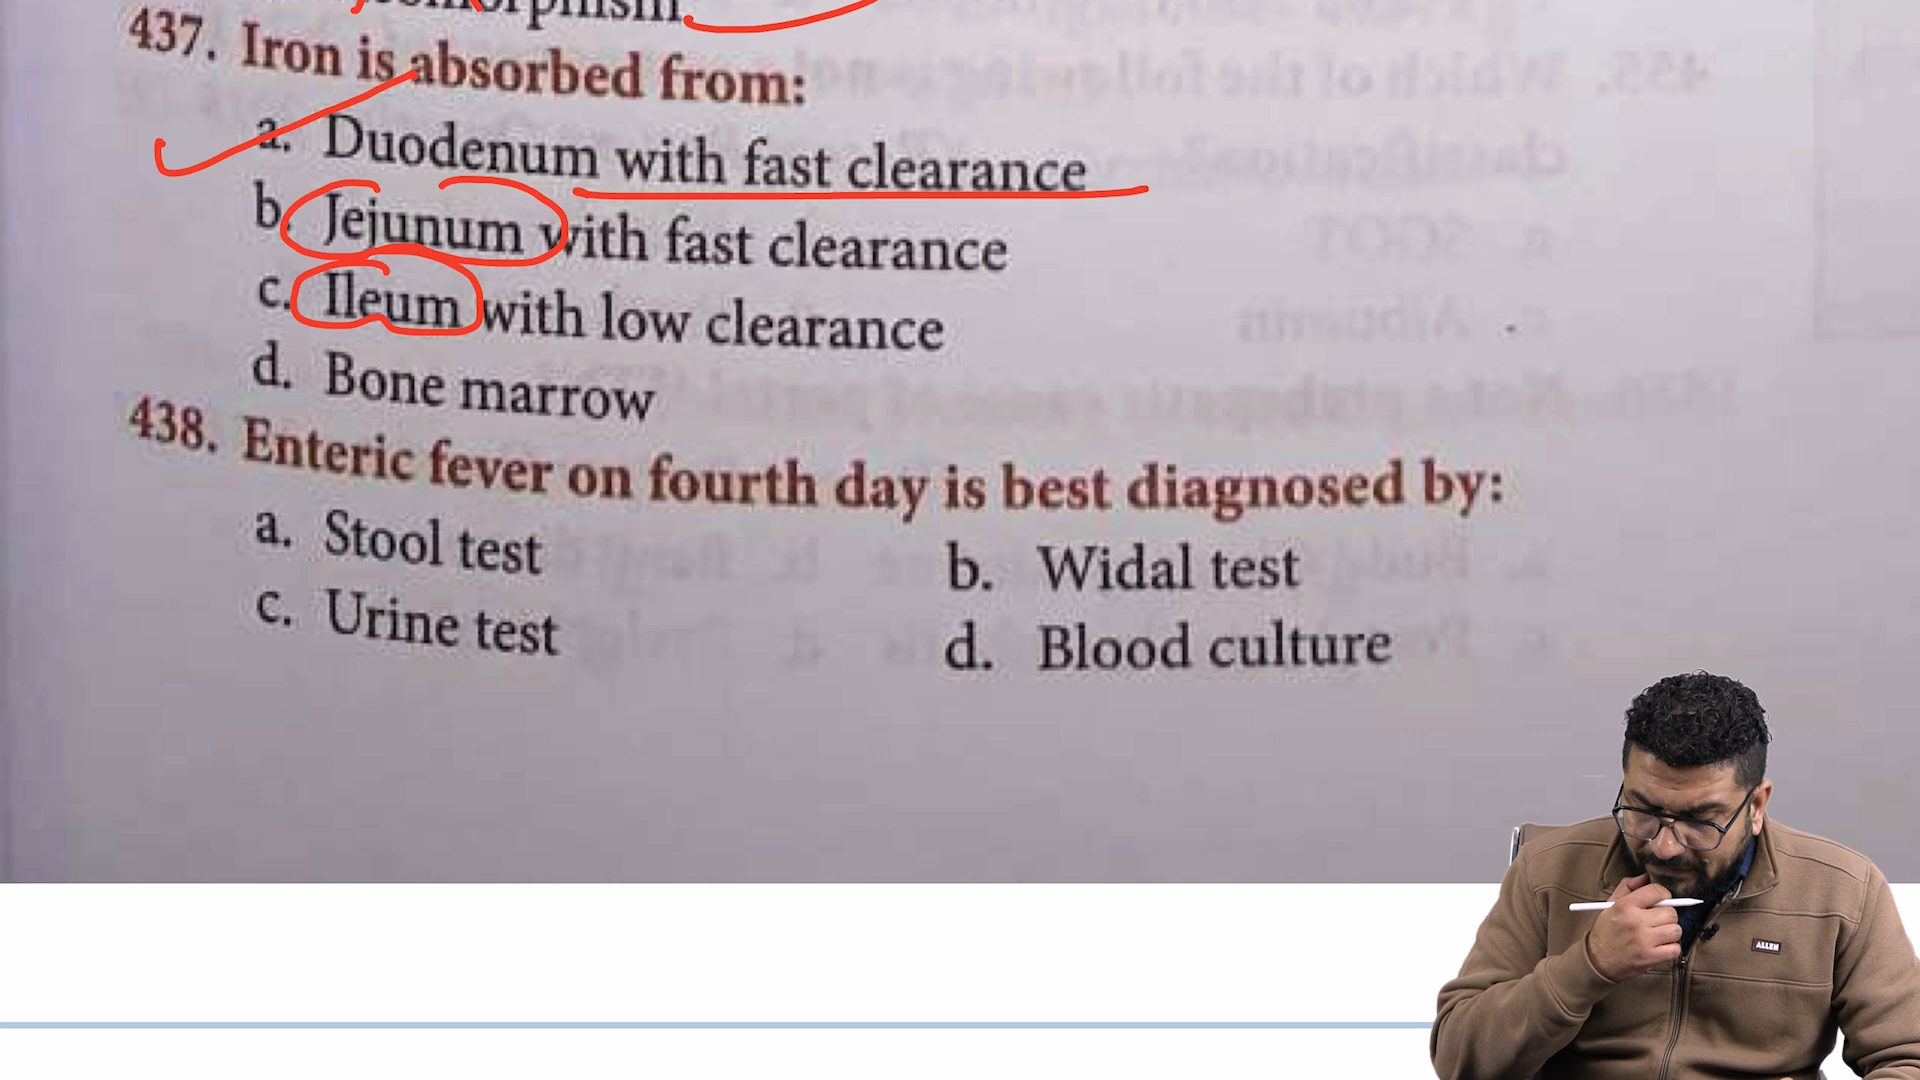 437. Iron is absorbed from:
a. Duodenum with fast clearance
b. Jejunum with fast clearance
c. Ileum with low clearance
d. Bone marrow
438. Enteric fever on fourth day is best diagnosed by:
a. Stool test
b. Widal test
c. Urine test
d. Blood culture
ALLEN